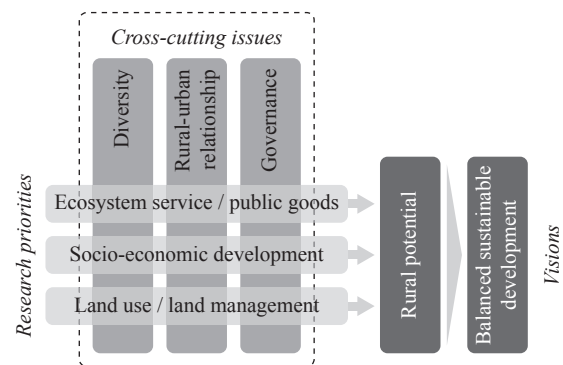 Cross-cutting issues
Diversity
Rural-urban
relationship
Governance
Research priorities
Ecosystem service / public goods
Socio-economic development
Land use / land management
Rural potential
Balanced sustainable
development
Visions